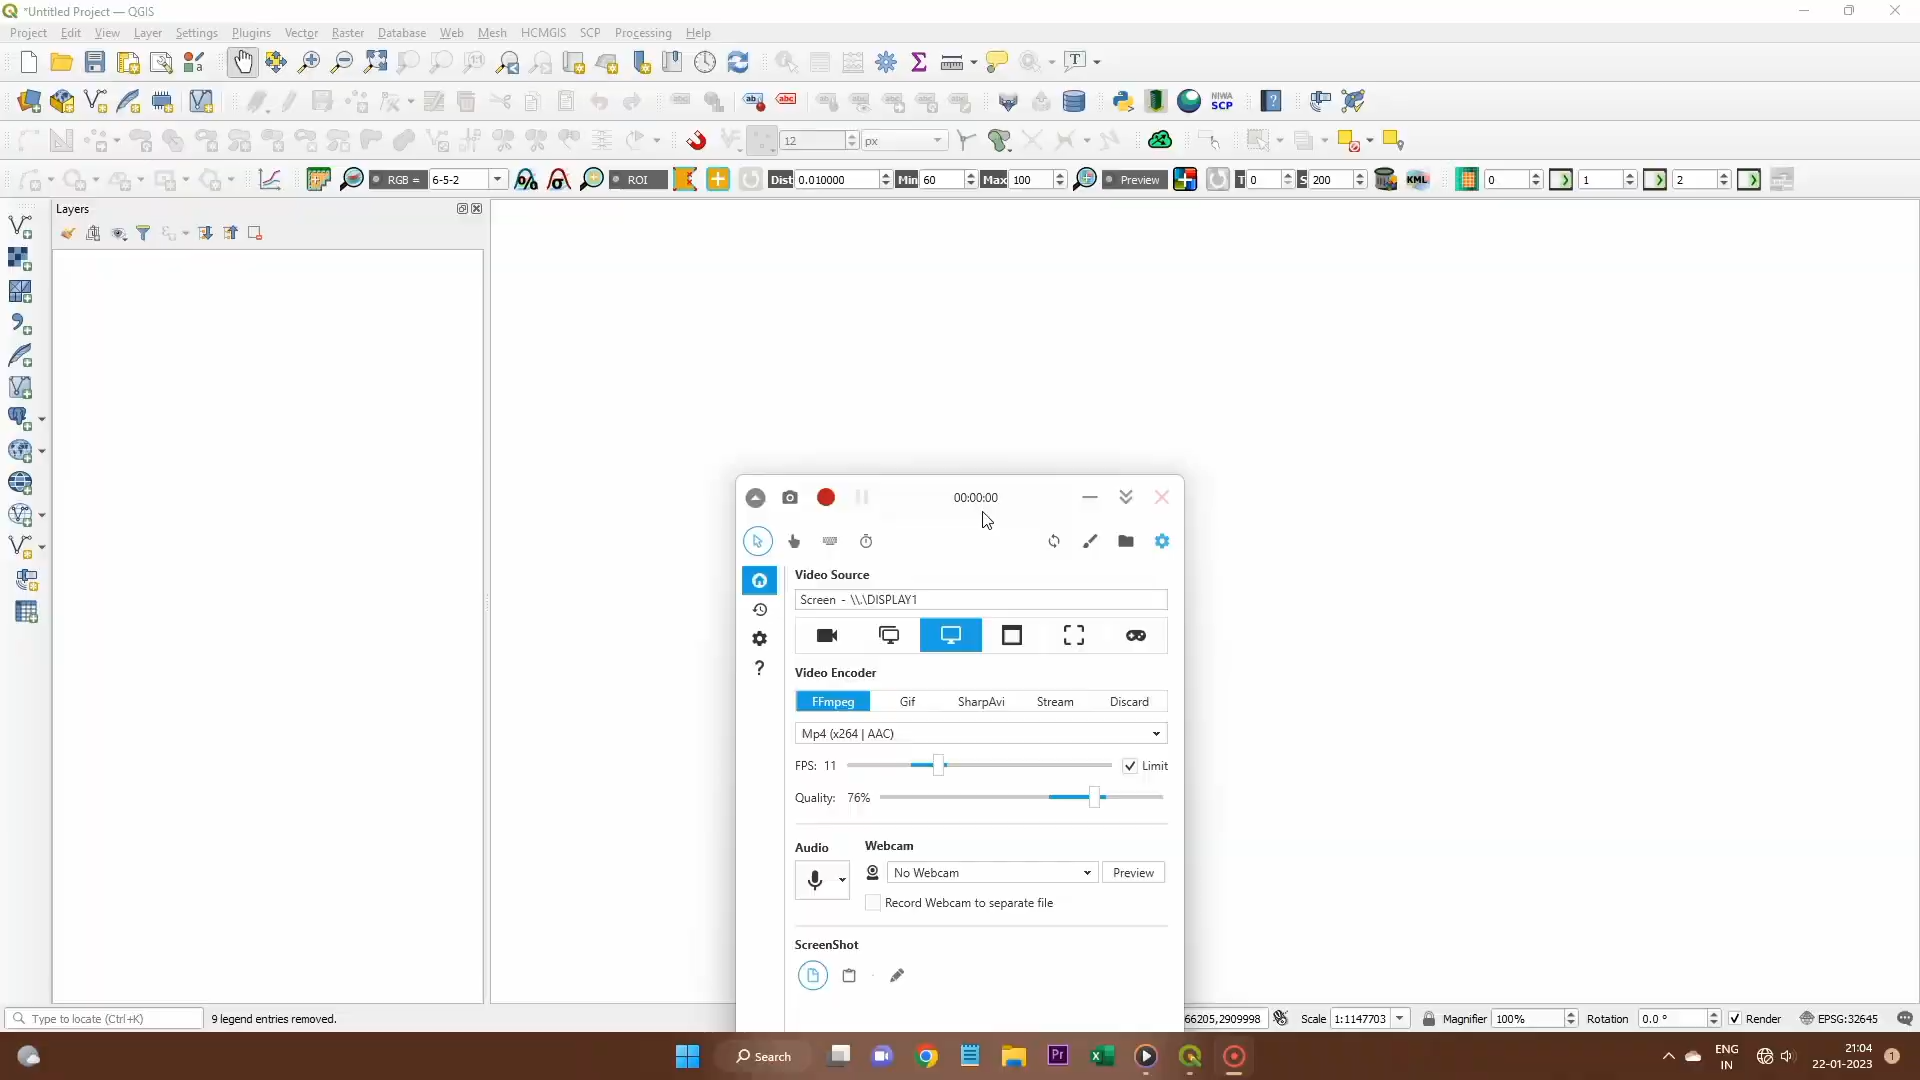 *Untitled Project — QGIS
Project Edit View Layer Settings Plugins Vector Raster Database Web Mesh HCMGIS SCP Processing Help
NIWA
SCP
12 px
RGB = 6-5-2 ROI Dist 0.010000 Min 60 Max 100 Preview T 0 S 200 KML 0 1 2
Layers
00:00:00
Video Source
Screen - \\.\DISPLAY1
Video Encoder
FFmpeg Gif SharpAvi Stream Discard
Mp4 (x264 | AAC)
FPS: 11 Limit
Quality: 76%
Audio Webcam
No Webcam Preview
Record Webcam to separate file
ScreenShot
Type to locate (Ctrl+K) 9 legend entries removed. 66205,2909998 Scale 1:1147703 Magnifier 100% Rotation 0.0 ° Render EPSG:32645
Search Pr ENG
IN
21:04
22-01-2023 1